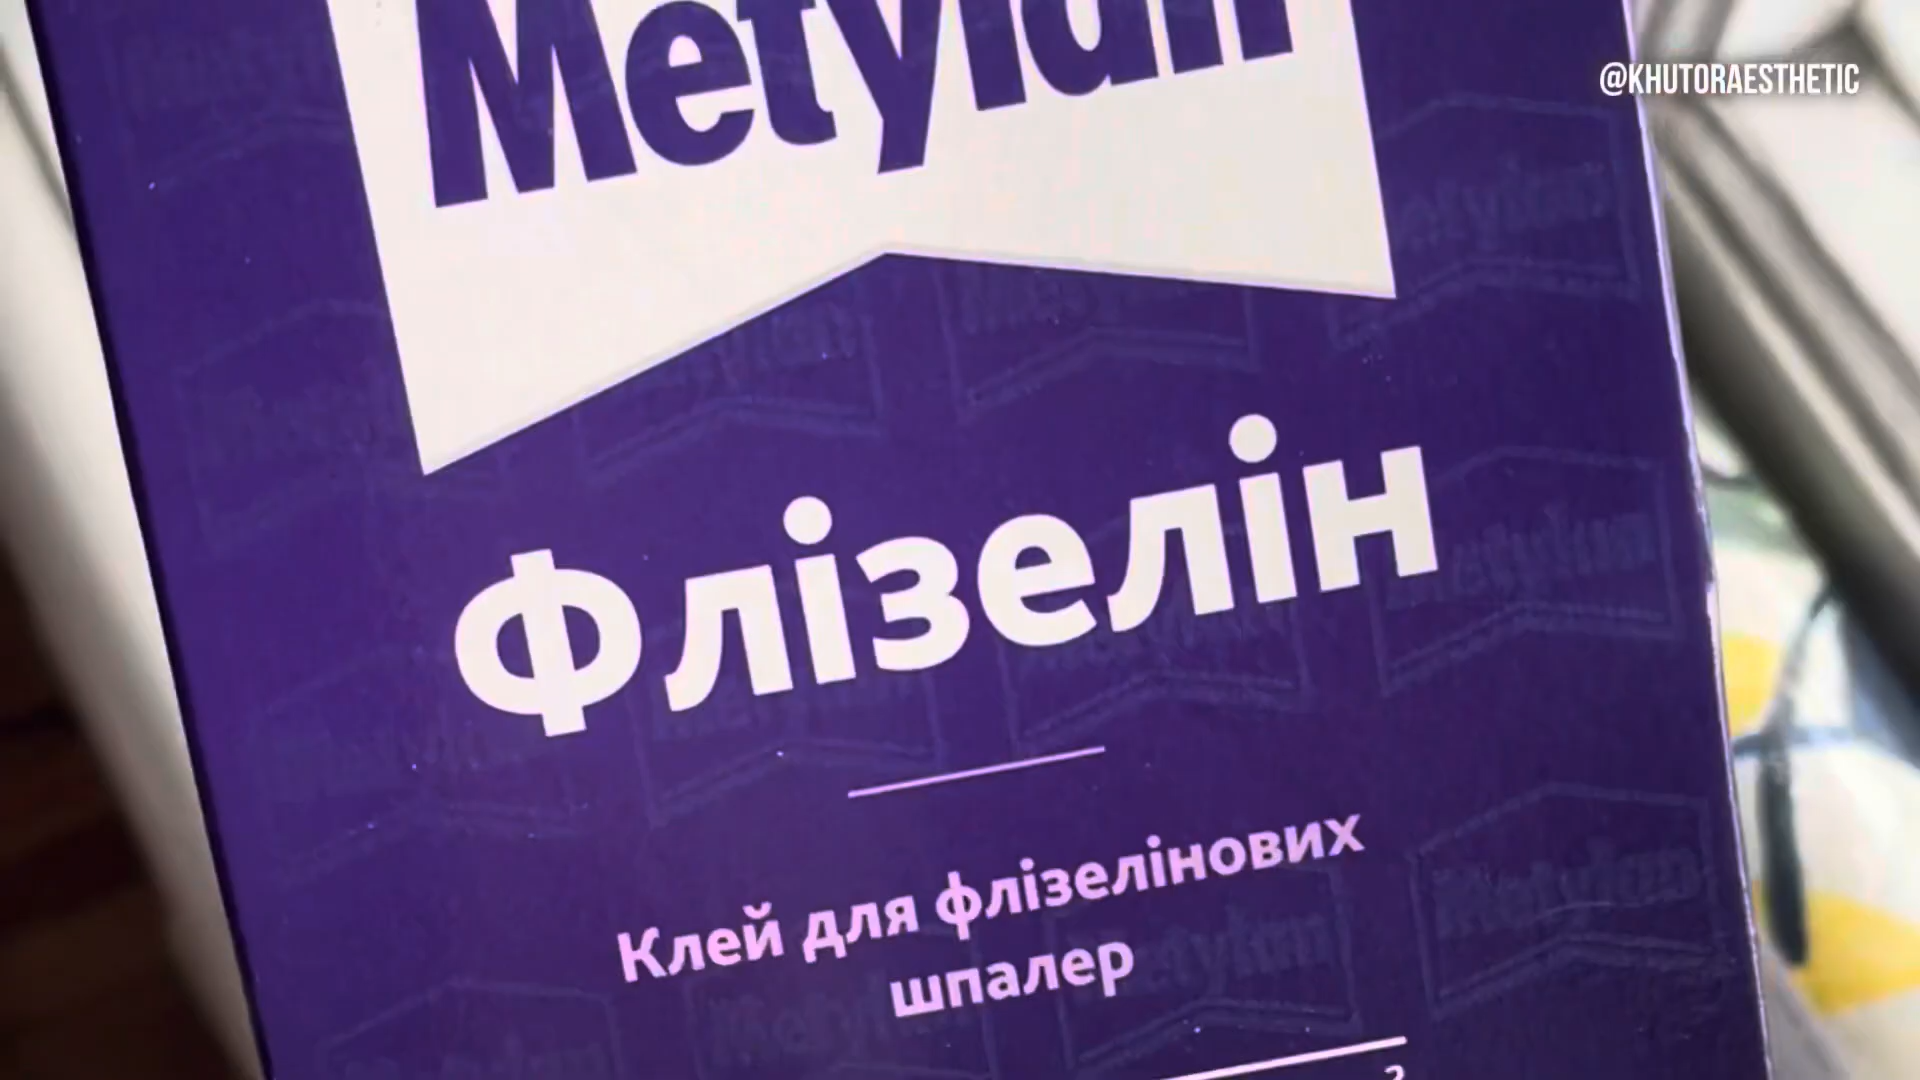 Metylan
@KHUTORAESTHETIC
Флізелін
Клей для флізелінових
шпалер